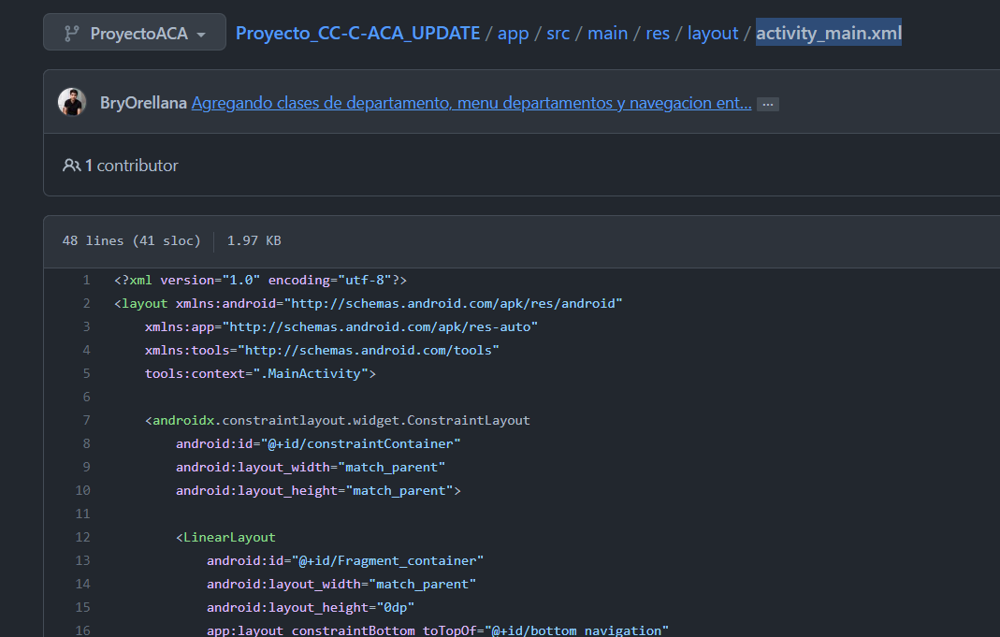 ProyectoACA Proyecto_CC-C-ACA_UPDATE / app / src / main / res / layout / activity_main.xml
BryOrellana Agregando clases de departamento, menu departamentos y navegacion ent... ...
1 contributor
48 lines (41 sloc) 1.97 KB
1 <?xml version="1.0" encoding="utf-8"?>
2 <layout xmlns:android="http://schemas.android.com/apk/res/android"
3 xmlns:app="http://schemas.android.com/apk/res-auto"
4 xmlns:tools="http://schemas.android.com/tools"
5 tools:context=".MainActivity">
6
7 <androidx.constraintlayout.widget.ConstraintLayout
8 android:id="@+id/constraintContainer"
9 android:layout_width="match_parent"
10 android:layout_height="match_parent">
11
12 <LinearLayout
13 android:id="@+id/Fragment_container"
14 android:layout_width="match_parent"
15 android:layout_height="0dp"
16 app:layout_constraintBottom_toTopOf="@+id/bottom_navigation"